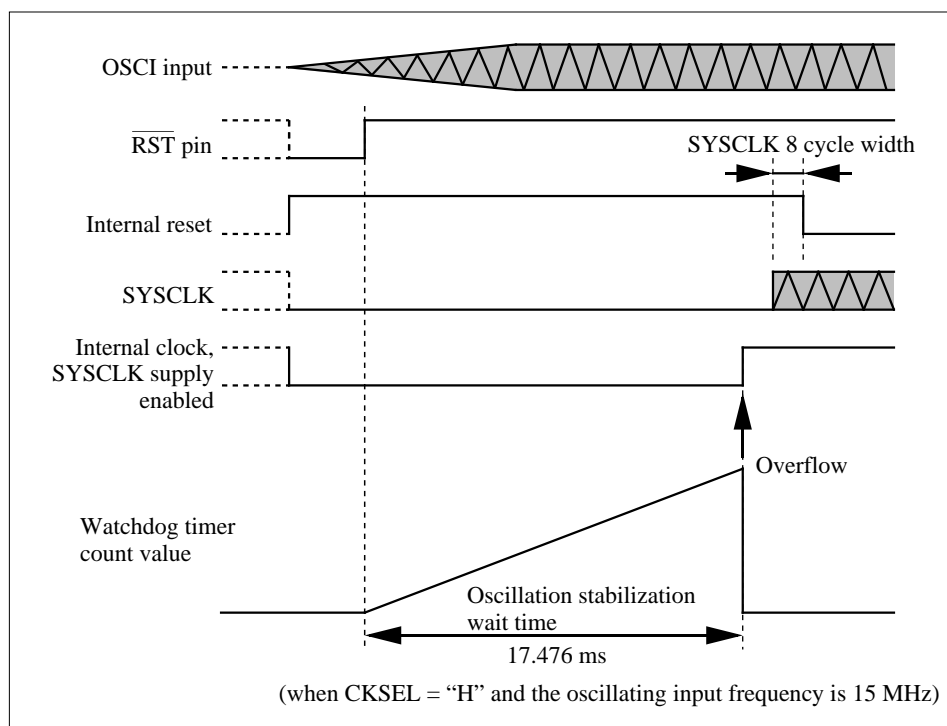 OSCI input
RST pin
SYSCLK 8 cycle width
Internal reset
SYSCLK
Internal clock,
SYSCLK supply
enabled
Overflow
Watchdog timer
count value
Oscillation stabilization
wait time
17.476 ms
(when CKSEL = “H” and the oscillating input frequency is 15 MHz)